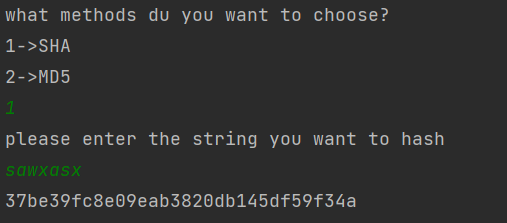 what methods du you want to choose?
1->SHA
2->MD5
1
please enter the string you want to hash
sawxasx
37be39fc8e09eab3820db145df59f34a